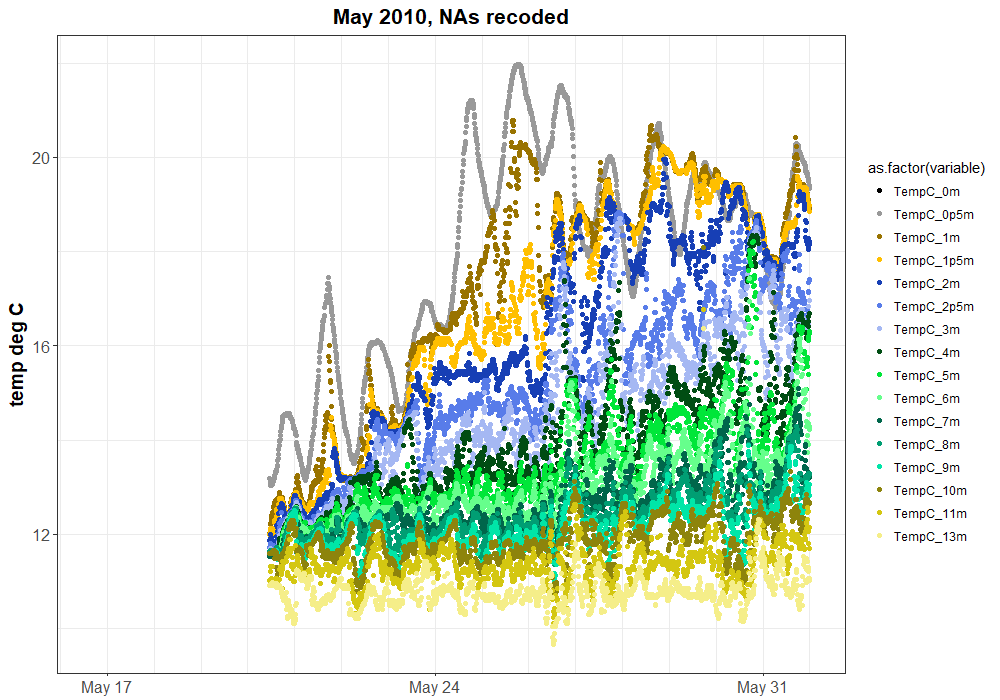 May 2010, NAs recoded
temp deg C
20
16
12
May 17
May 24
May 31
as.factor(variable)
TempC_0m
TempC_0p5m
TempC_1m
TempC_1p5m
TempC_2m
TempC_2p5m
TempC_3m
TempC_4m
TempC_5m
TempC_6m
TempC_7m
TempC_8m
TempC_9m
TempC_10m
TempC_11m
TempC_13m